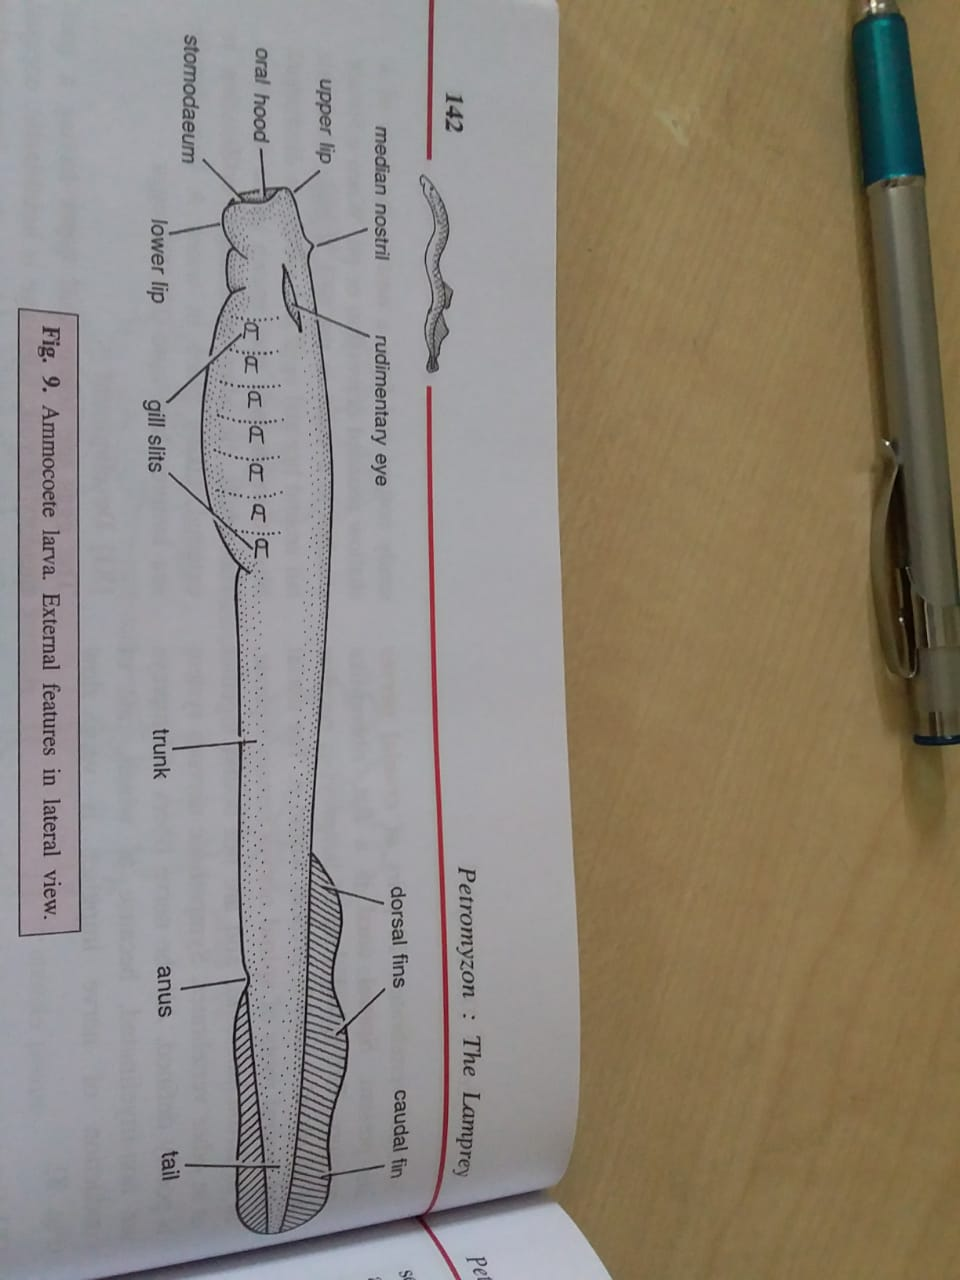 142
Petromyzon : The Lamprey
median nostril
rudimentary eye
dorsal fins
caudal fin
upper lip
oral hood
stomodaeum
lower lip
gill slits
trunk
anus
tail
Fig. 9. Ammocoete larva. External features in lateral view.
Pet